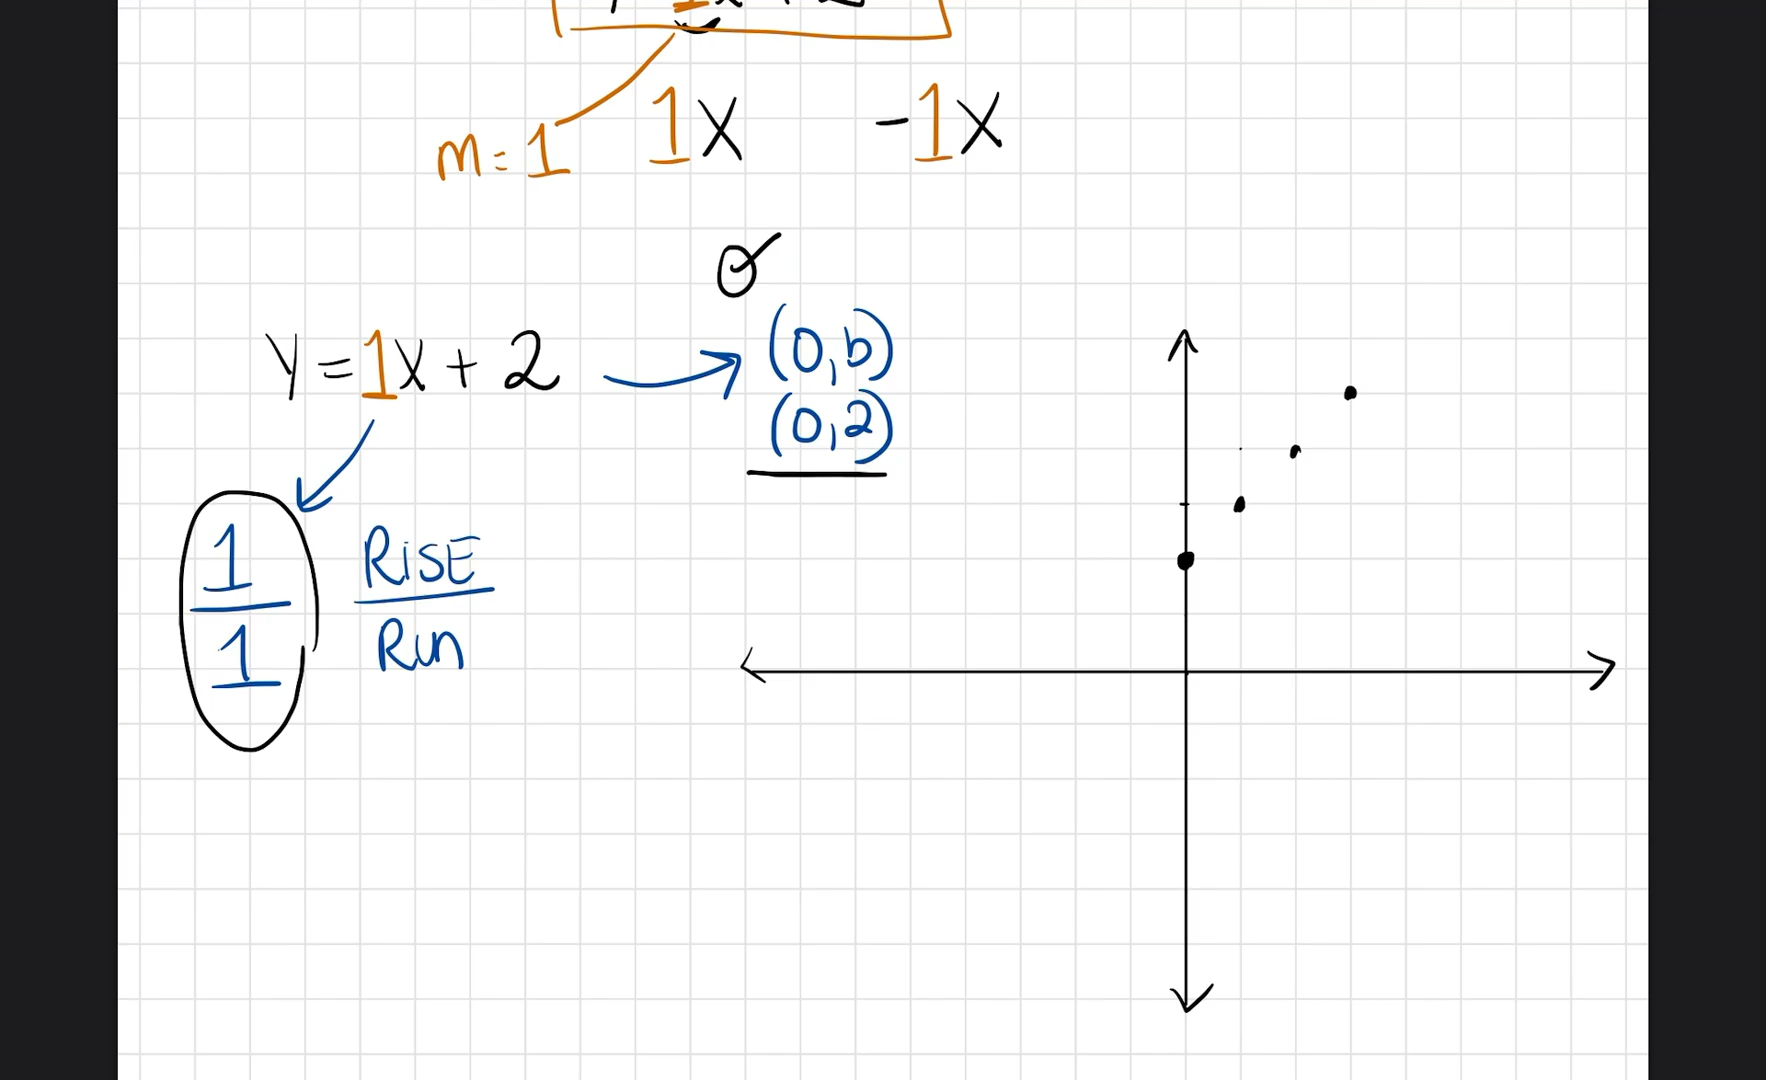 m=1
1x -1x
y=1x+2
(0,b)
(0,2)
1/1
RiSE
Run